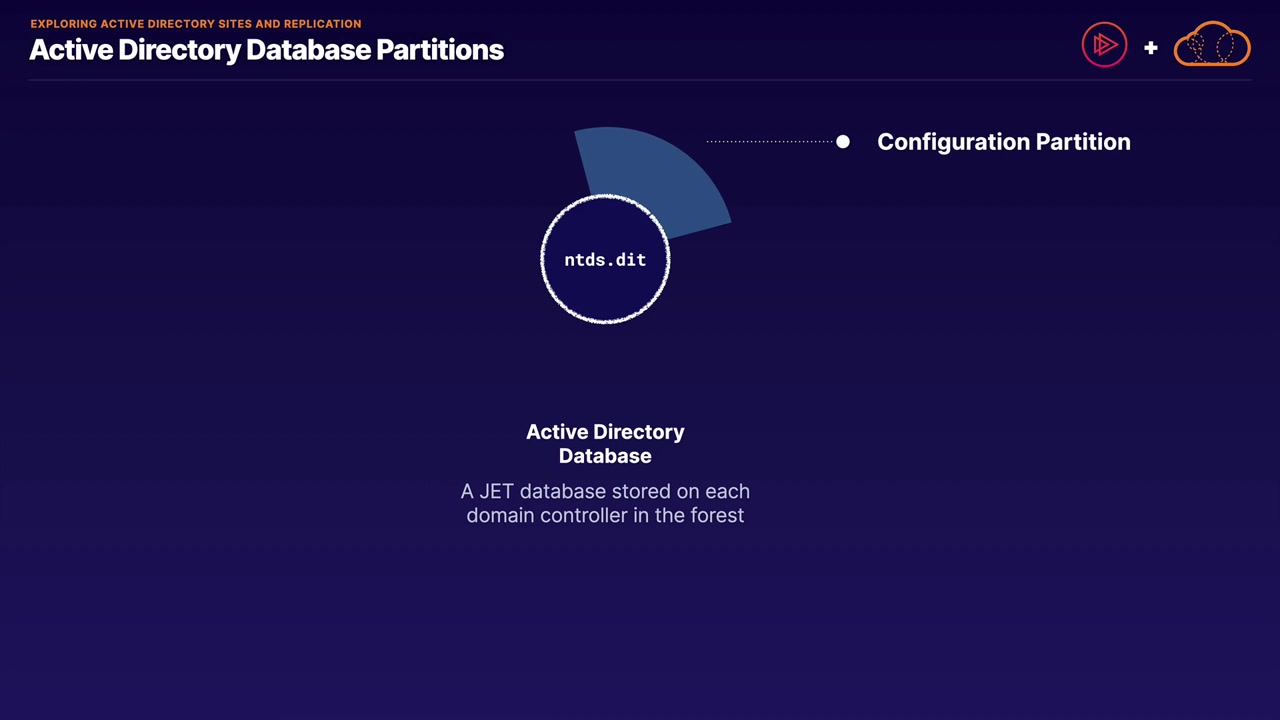 EXPLORING ACTIVE DIRECTORY SITES AND REPLICATION
Active Directory Database Partitions
+
Configuration Partition
ntds.dit
Active Directory
Database
A JET database stored on each
domain controller in the forest